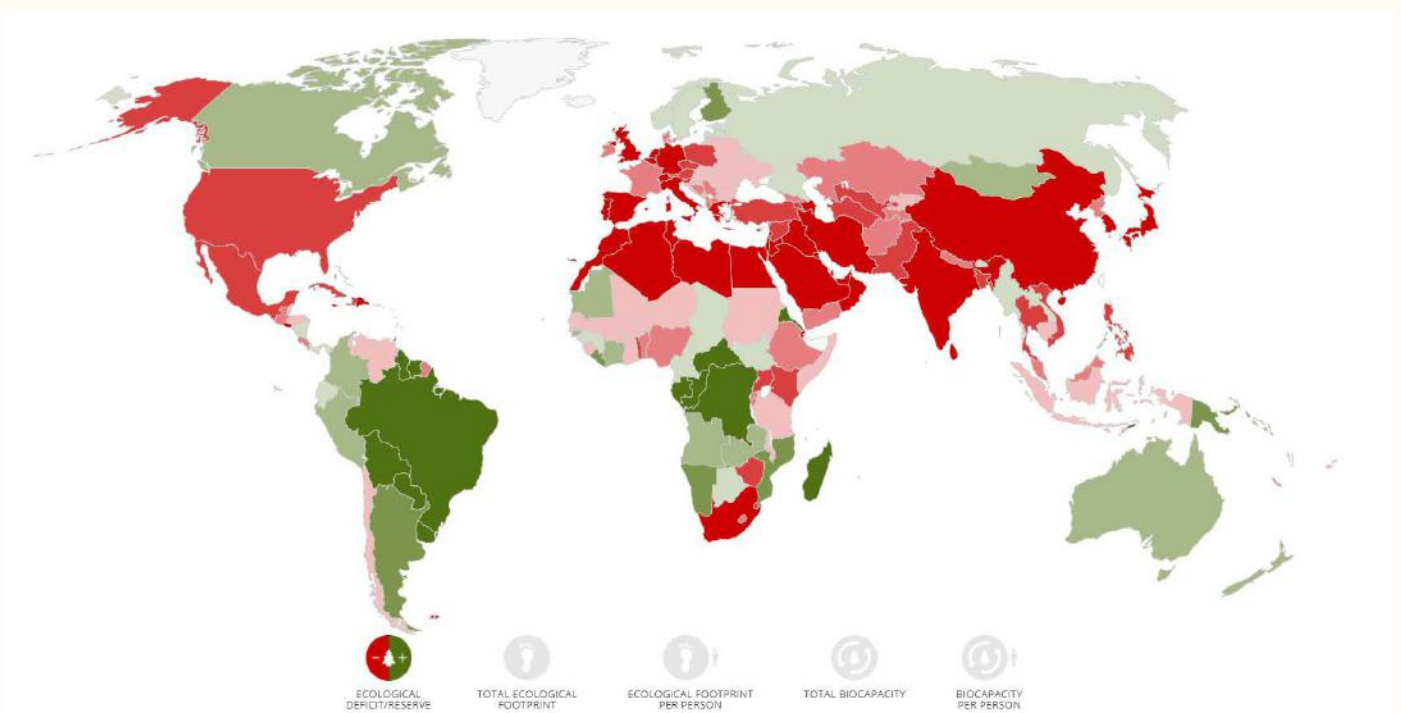 ECOLOGICAL
DEFICIT/RESERVE
TOTAL ECOLOGICAL
FOOTPRINT
ECOLOGICAL FOOTPRINT
PER PERSON
TOTAL BIOCAPACITY
BIOCAPACITY
PER PERSON